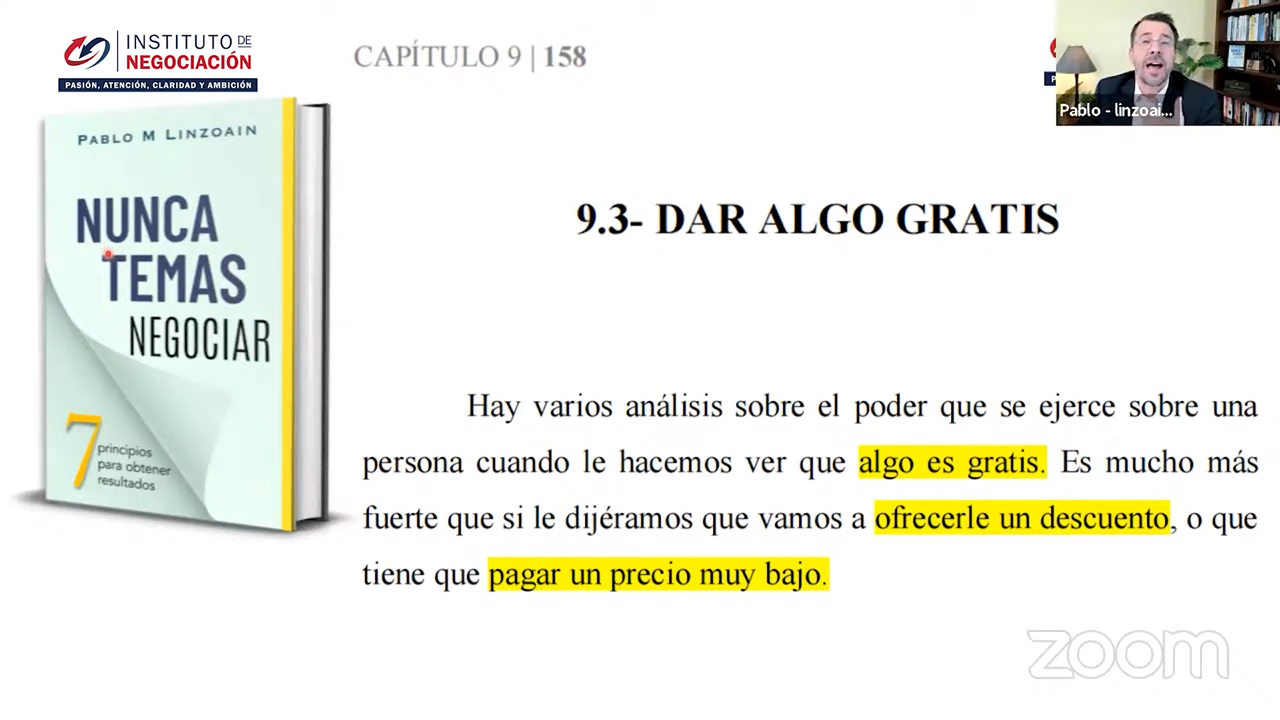 INSTITUTO DE
NEGOCIACIÓN
PASIÓN, ATENCIÓN, CLARIDAD Y AMBICIÓN
CAPÍTULO 9 | 158
Pablo - linzoai...
PABLO M LINZOAIN
NUNCA
TEMAS
NEGOCIAR
7
principios
para obtener
resultados
9.3- DAR ALGO GRATIS
Hay varios análisis sobre el poder que se ejerce sobre una
persona cuando le hacemos ver que algo es gratis. Es mucho más
fuerte que si le dijéramos que vamos a ofrecerle un descuento, o que
tiene que pagar un precio muy bajo.
zoom